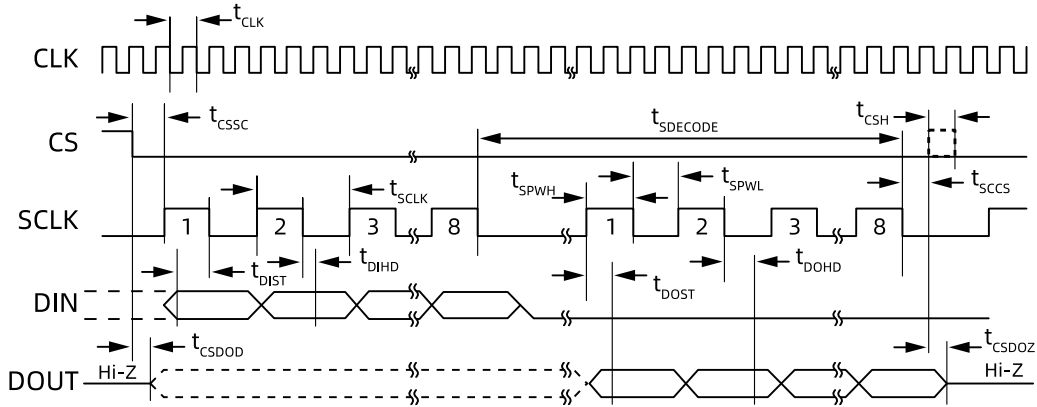 tCLK
CLK
tCSSC
tSDECODE
tCSH
CS
tSCLK
tSPWH
tSPWL
tSCCS
SCLK
1 2 3 8 1 2 3 8
tDIST
tDIHD
tDOST
tDOHD
DIN
tCSDOD
tCSDOZ
Hi-Z
Hi-Z
DOUT